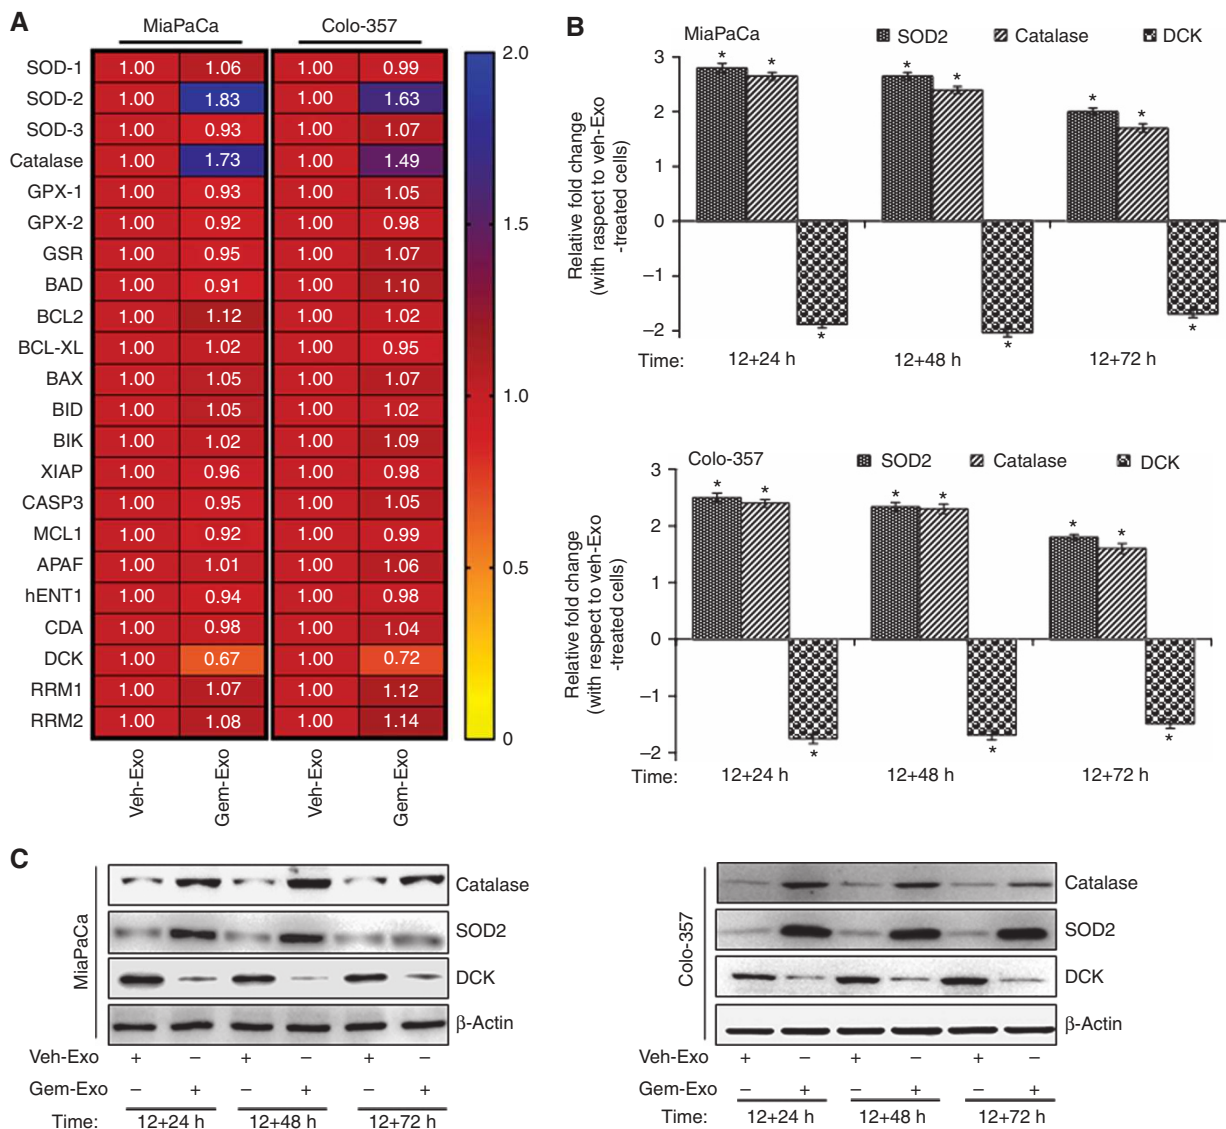 A
MiaPaCa Colo-357
SOD-1 1.00 1.06 1.00 0.99
SOD-2 1.00 1.83 1.00 1.63
SOD-3 1.00 0.93 1.00 1.07
Catalase 1.00 1.73 1.00 1.49
GPX-1 1.00 0.93 1.00 1.05
GPX-2 1.00 0.92 1.00 0.98
GSR 1.00 0.95 1.00 1.07
BAD 1.00 0.91 1.00 1.10
BCL2 1.00 1.12 1.00 1.02
BCL-XL 1.00 1.02 1.00 0.95
BAX 1.00 1.05 1.00 1.07
BID 1.00 1.05 1.00 1.02
BIK 1.00 1.02 1.00 1.09
XIAP 1.00 0.96 1.00 0.98
CASP3 1.00 0.95 1.00 1.05
MCL1 1.00 0.92 1.00 0.99
APAF 1.00 1.01 1.00 1.06
hENT1 1.00 0.94 1.00 0.98
CDA 1.00 0.98 1.00 1.04
DCK 1.00 0.67 1.00 0.72
RRM1 1.00 1.07 1.00 1.12
RRM2 1.00 1.08 1.00 1.14
Veh-Exo Gem-Exo Veh-Exo Gem-Exo
2.0
1.5
1.0
0.5
0
B
MiaPaCa SOD2 Catalase DCK
Relative fold change
(with raspect to veh-Exo
-treated cells)
3
2
1
0
−1
−2
* * *
* * *
* * *
Time: 12+24 h 12+48 h 12+72 h
Colo-357 SOD2 Catalase DCK
Relative fold change
(with respect to veh-Exo
-treated cells)
3
2
1
0
−1
−2
* * *
* * *
* * *
Time: 12+24 h 12+48 h 12+72 h
C
MiaPaCa
Catalase
SOD2
DCK
β-Actin
Veh-Exo + − + − + −
Gem-Exo − + − + − +
Time: 12+24 h 12+48 h 12+72 h
Colo-357
Catalase
SOD2
DCK
β-Actin
Veh-Exo + − + − + −
Gem-Exo − + − + − +
Time: 12+24 h 12+48 h 12+72 h